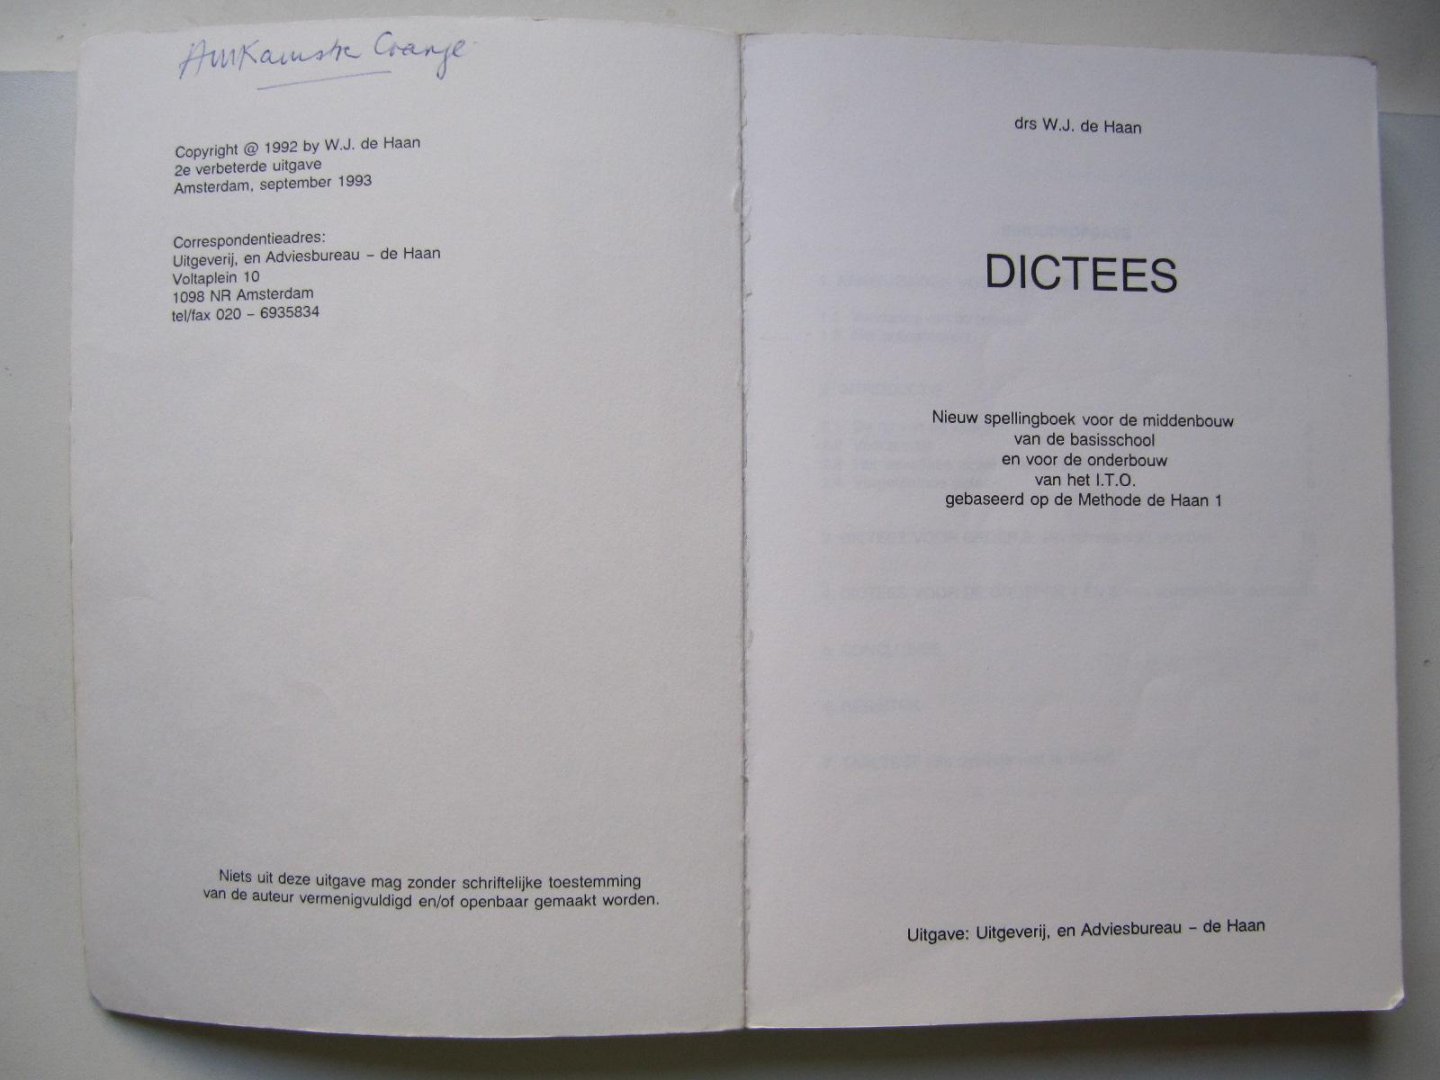 Copyright @ 1992 by W.J. de Haan
2e verbeterde uitgave
Amsterdam, september 1993
Correspondentieadres:
Uitgeverij, en Adviesbureau – de Haan
Voltaplein 10
1098 NR Amsterdam
tel/fax 020 – 6935834
Niets uit deze uitgave mag zonder schriftelijke toestemming
van de auteur vermenigvuldigd en/of openbaar gemaakt worden.
drs W.J. de Haan
DICTEES
Nieuw spellingboek voor de middenbouw
van de basisschool
en voor de onderbouw
van het I.T.O.
gebaseerd op de Methode de Haan 1
Uitgave: Uitgeverij, en Adviesbureau – de Haan